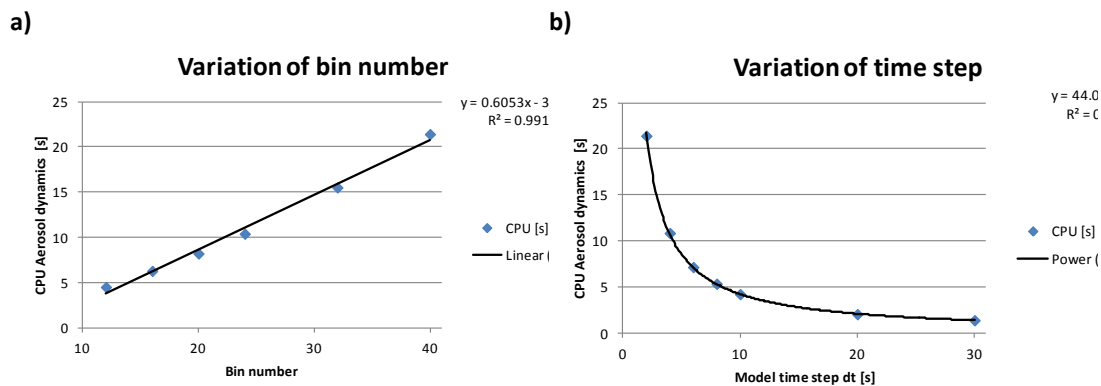 a)
Variation of bin number
y = 0.6053x - 3
R² = 0.991
CPU Aerosol dynamics [s]
25
20
15
10
5
0
10 20 30 40
Bin number
CPU [s]
Linear (
b)
Variation of time step
y = 44.0
R² = 0
CPU Aerosol dynamics [s]
25
20
15
10
5
0
0 10 20 30
Model time step dt [s]
CPU [s]
Power (